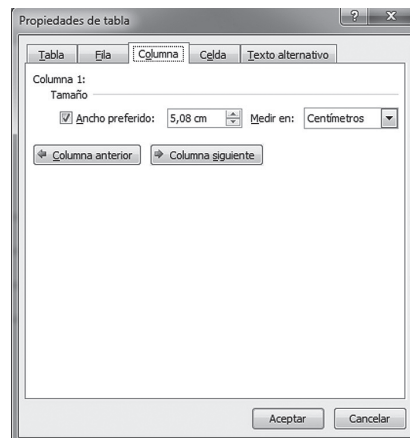 Propiedades de tabla
Tabla Fila Columna Celda Texto alternativo
Columna 1:
Tamaño
Ancho preferido: 5,08 cm Medir en: Centímetros
Columna anterior Columna siguiente
Aceptar Cancelar